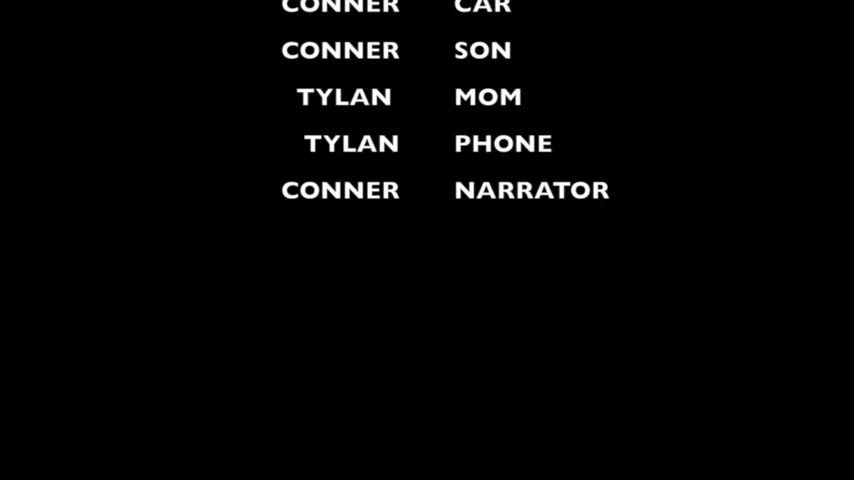 CONNER CAR
CONNER SON
TYLAN MOM
TYLAN PHONE
CONNER NARRATOR